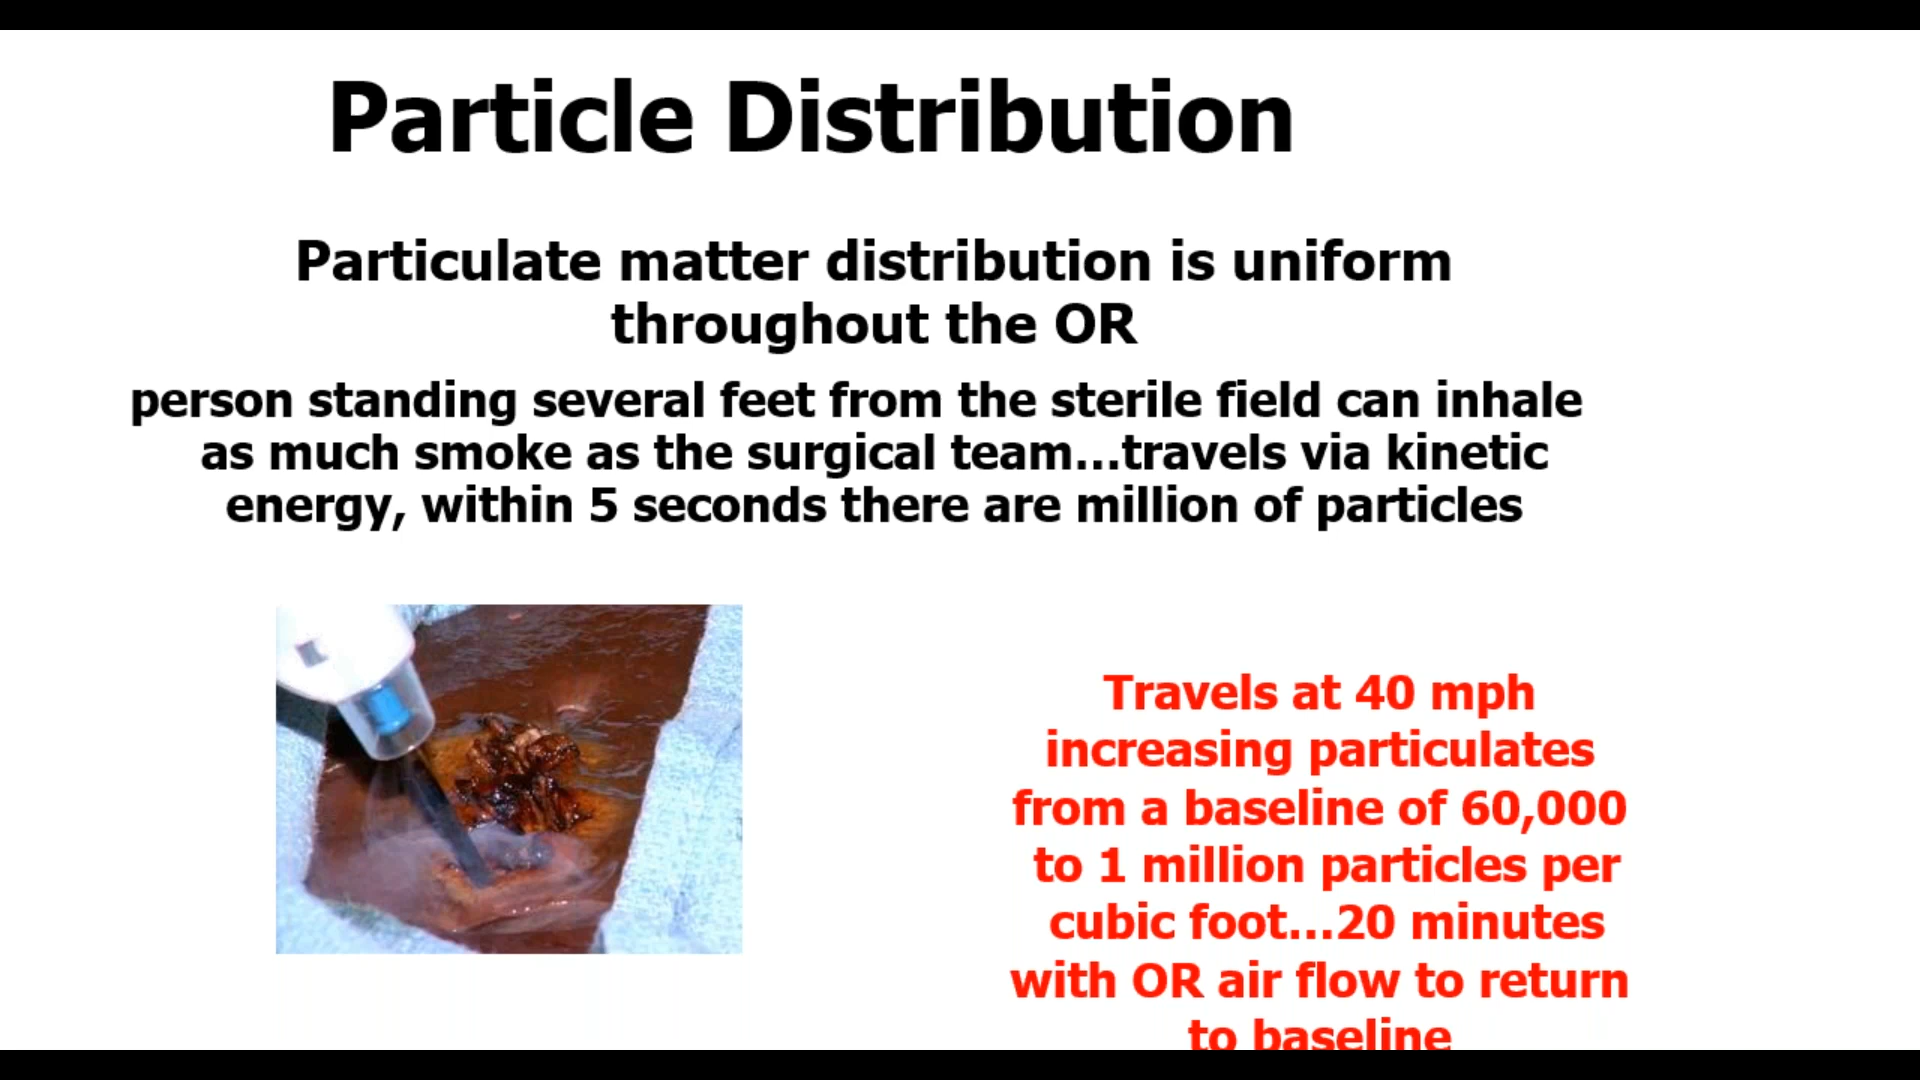 Particle Distribution
Particulate matter distribution is uniform
throughout the OR
person standing several feet from the sterile field can inhale
as much smoke as the surgical team...travels via kinetic
energy, within 5 seconds there are million of particles
Travels at 40 mph
increasing particulates
from a baseline of 60,000
to 1 million particles per
cubic foot...20 minutes
with OR air flow to return
to baseline